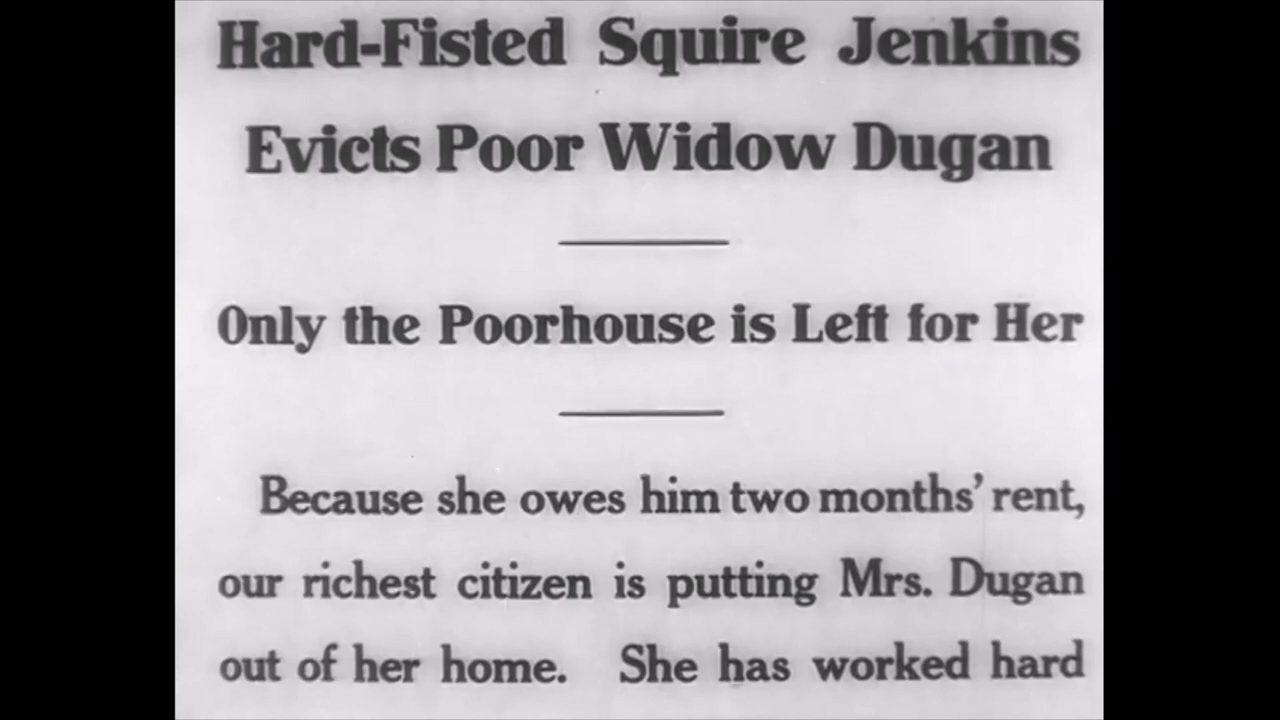 Hard-Fisted Squire Jenkins
Evicts Poor Widow Dugan
Only the Poorhouse is Left for Her
Because she owes him two months' rent,
our richest citizen is putting Mrs. Dugan
out of her home. She has worked hard